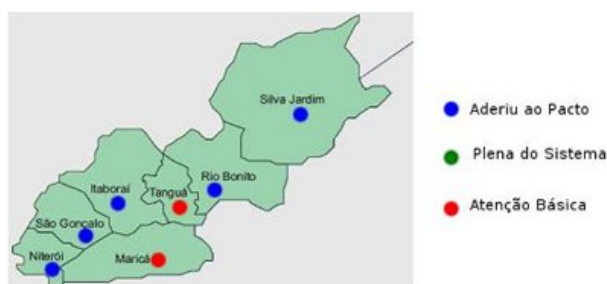 Silva Jardim
Rio Bonito
Tanguá
Itaboraí
São Gonçalo
Niterói
Maricá
Aderiu ao Pacto
Plena do Sistema
Atenção Básica